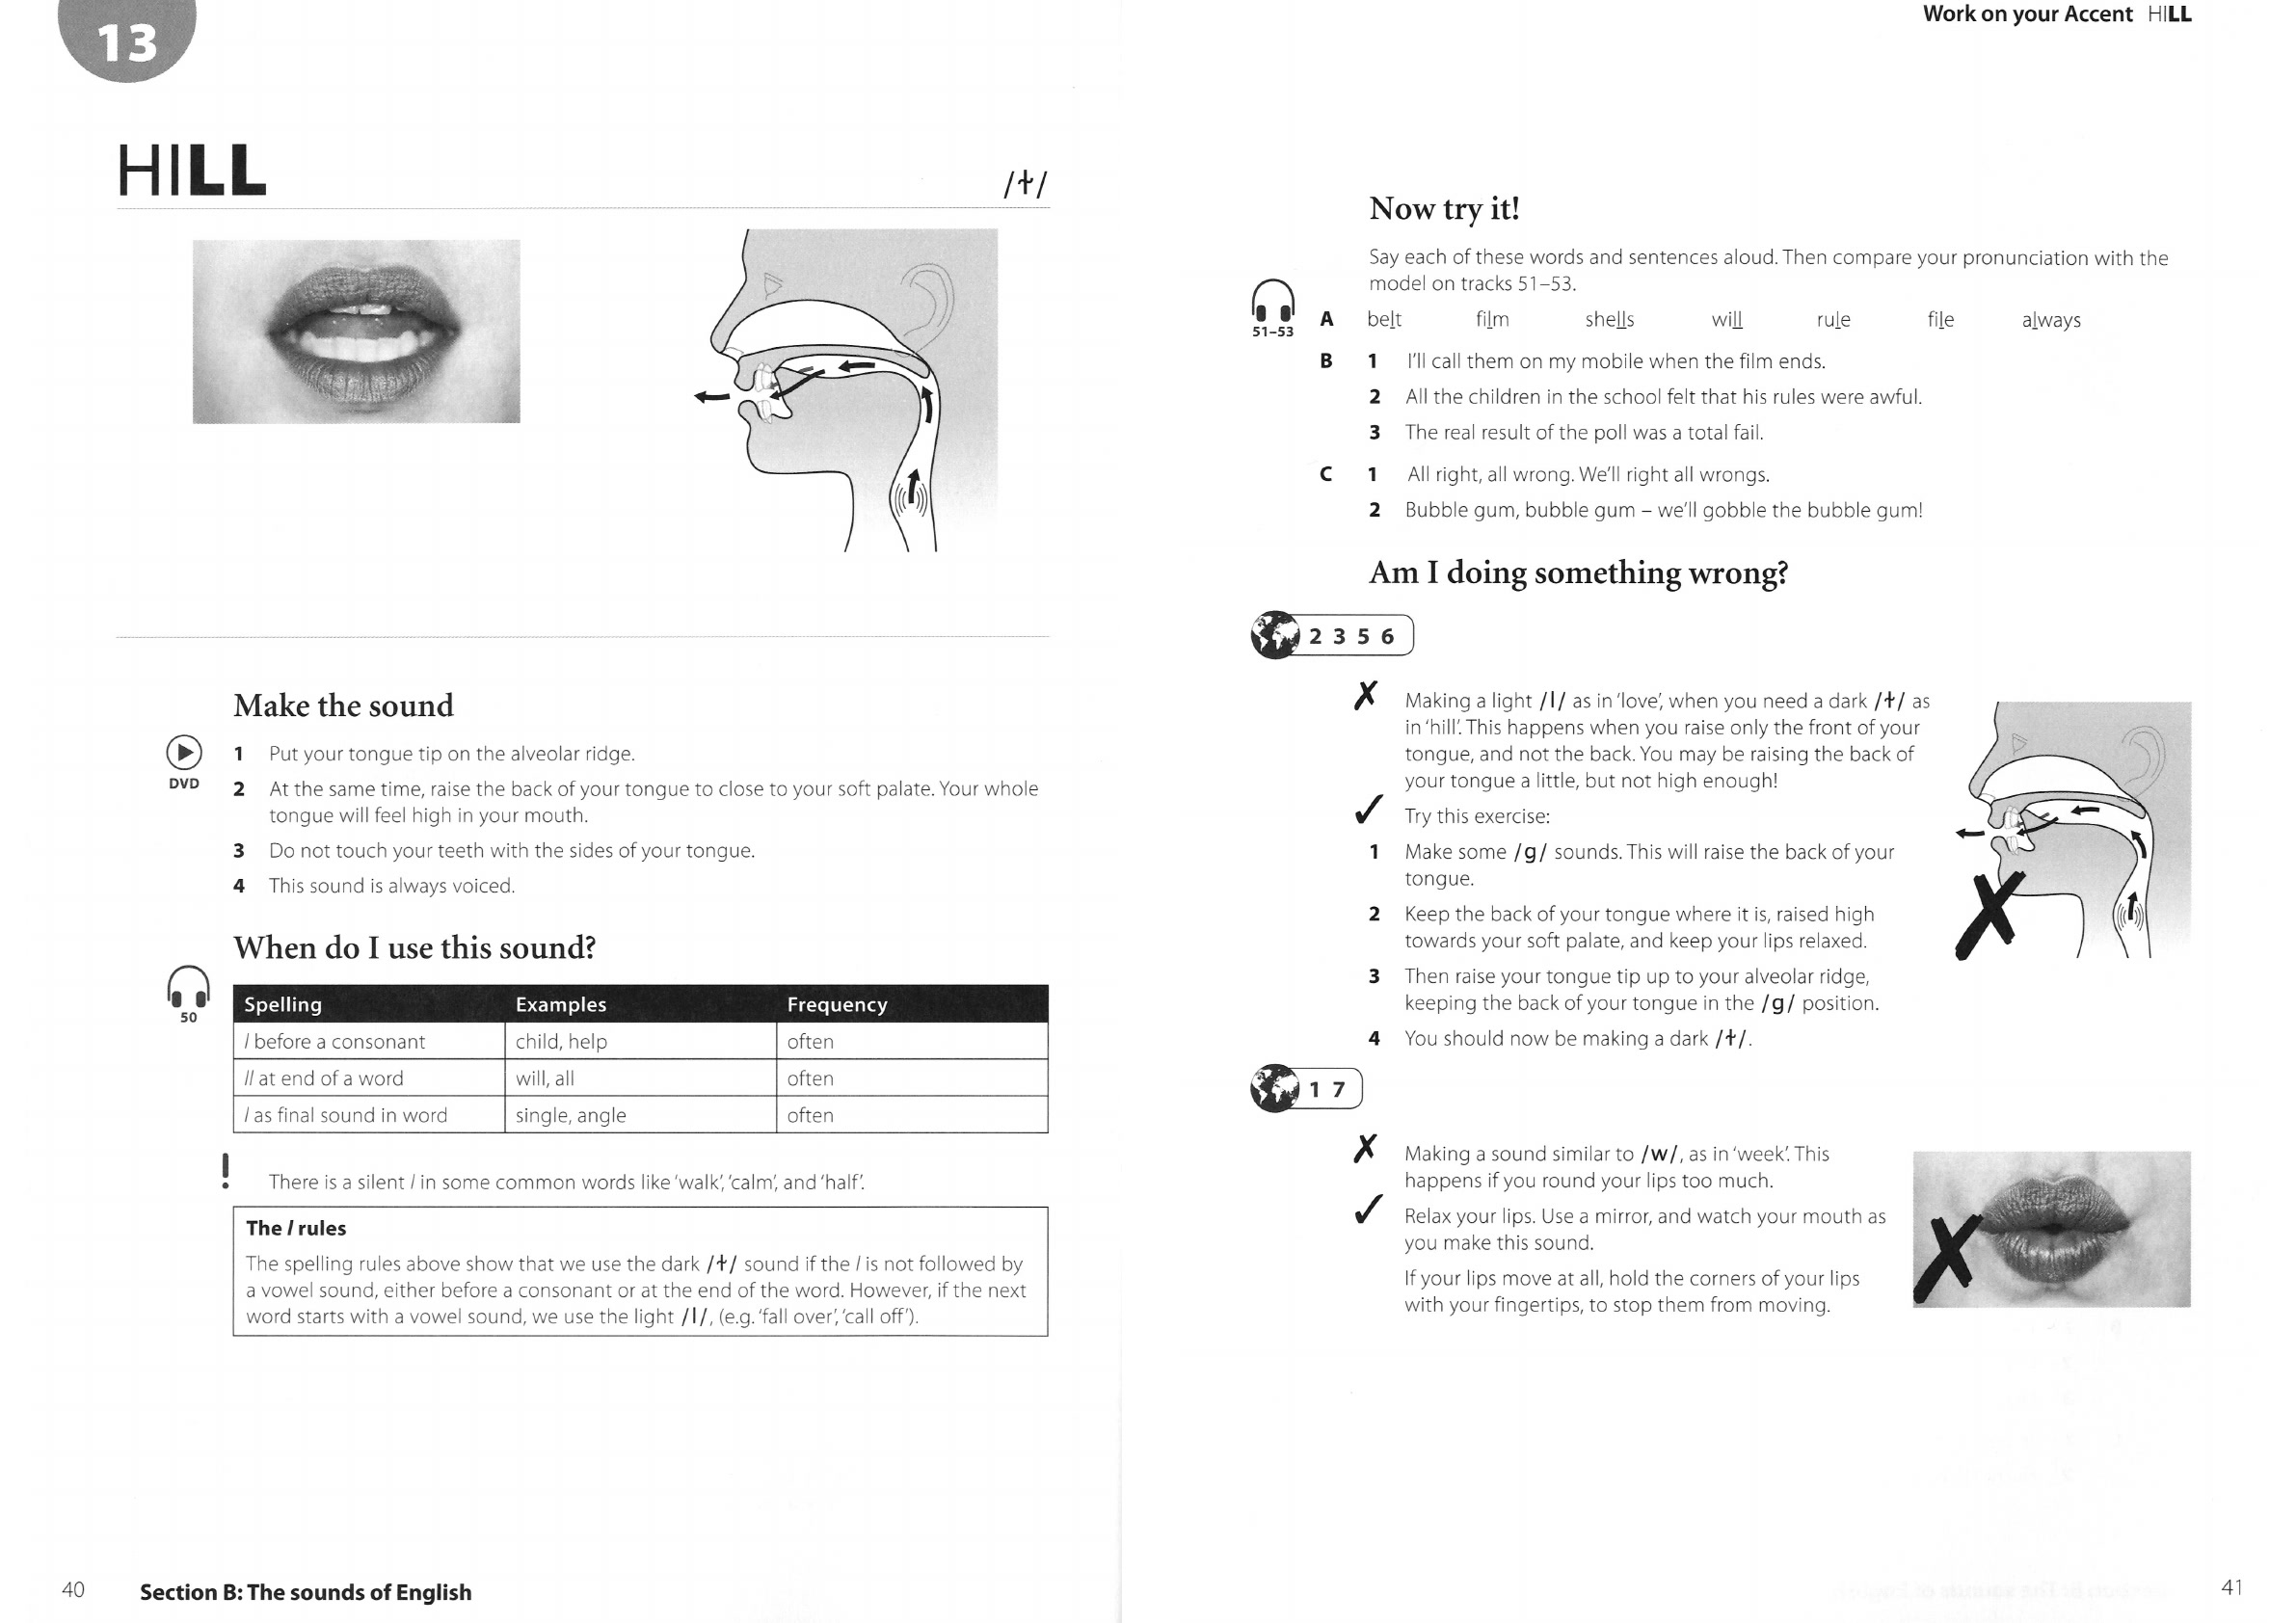 13
HILL
/ɫ/
Make the sound
DVD
1 Put your tongue tip on the alveolar ridge.
2 At the same time, raise the back of your tongue to close to your soft palate. Your whole
tongue will feel high in your mouth.
3 Do not touch your teeth with the sides of your tongue.
4 This sound is always voiced.
When do I use this sound?
50
Spelling Examples Frequency
l before a consonant child, help often
ll at end of a word will, all often
l as final sound in word single, angle often
! There is a silent l in some common words like ‘walk’, ‘calm’, and ‘half’.
The l rules
The spelling rules above show that we use the dark /ɫ/ sound if the l is not followed by
a vowel sound, either before a consonant or at the end of the word. However, if the next
word starts with a vowel sound, we use the light /l/, (e.g. ‘fall over’, ‘call off’).
40 Section B: The sounds of English
Work on your Accent HILL
Now try it!
Say each of these words and sentences aloud. Then compare your pronunciation with the
model on tracks 51–53.
51–53
A belt film shells will rule file always
B 1 I’ll call them on my mobile when the film ends.
2 All the children in the school felt that his rules were awful.
3 The real result of the poll was a total fail.
C 1 All right, all wrong. We’ll right all wrongs.
2 Bubble gum, bubble gum – we’ll gobble the bubble gum!
Am I doing something wrong?
2 3 5 6
✗ Making a light /l/ as in ‘love’, when you need a dark /ɫ/ as
in ‘hill’. This happens when you raise only the front of your
tongue, and not the back. You may be raising the back of
your tongue a little, but not high enough!
✓ Try this exercise:
1 Make some /g/ sounds. This will raise the back of your
tongue.
2 Keep the back of your tongue where it is, raised high
towards your soft palate, and keep your lips relaxed.
3 Then raise your tongue tip up to your alveolar ridge,
keeping the back of your tongue in the /g/ position.
4 You should now be making a dark /ɫ/.
1 7
✗ Making a sound similar to /w/, as in ‘week’. This
happens if you round your lips too much.
✓ Relax your lips. Use a mirror, and watch your mouth as
you make this sound.
If your lips move at all, hold the corners of your lips
with your fingertips, to stop them from moving.
41